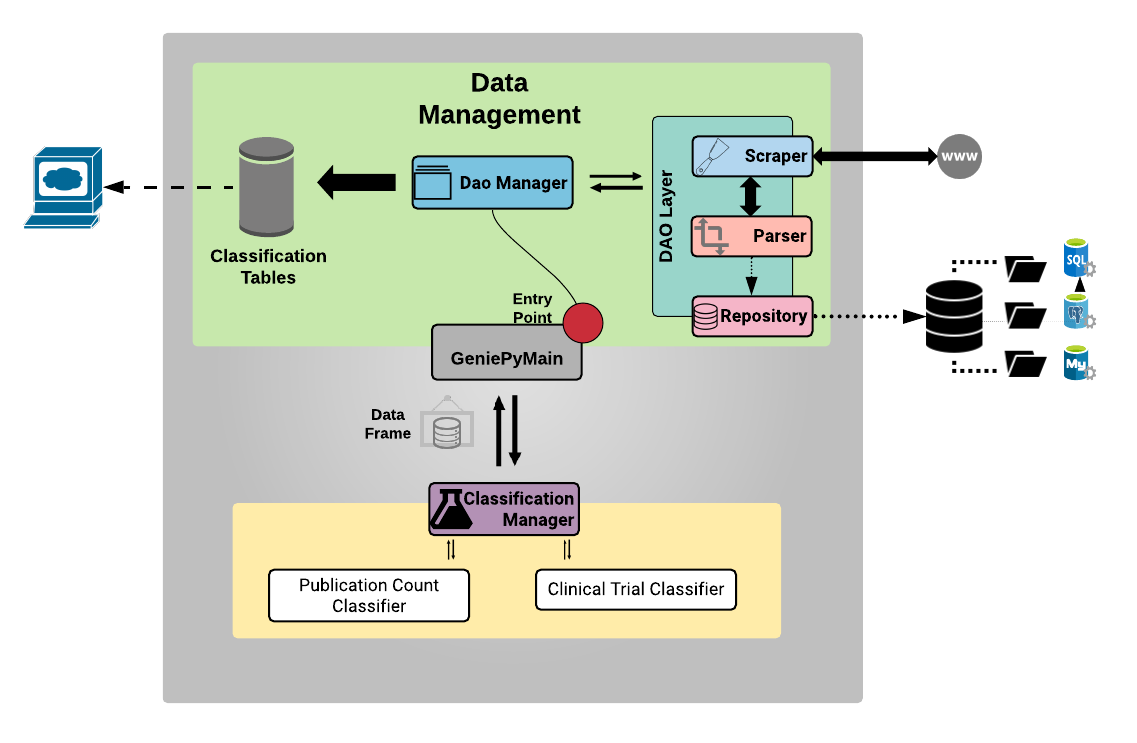 Data
Management
www
Scraper
Dao Manager
DAO Layer
Parser
Classification
Tables
SQL
Entry
Point
Repository
GeniePyMain
My
Data
Frame
Classification
Manager
Publication Count
Classifier
Clinical Trial Classifier